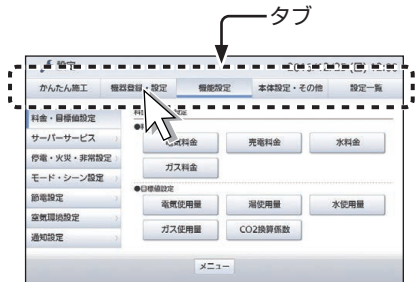 タブ
設定
かんたん施工 機器登録・設定 機能設定 本体設定・その他 設定一覧
料金・目標値設定
サーバーサービス
停電・火災・非常設定
モード・シーン設定
節電設定
空気環境設定
通知設定
売電料金 水料金
ガス料金
●目標値設定
電気使用量 湯使用量 水使用量
ガス使用量 CO2換算係数
メニュー